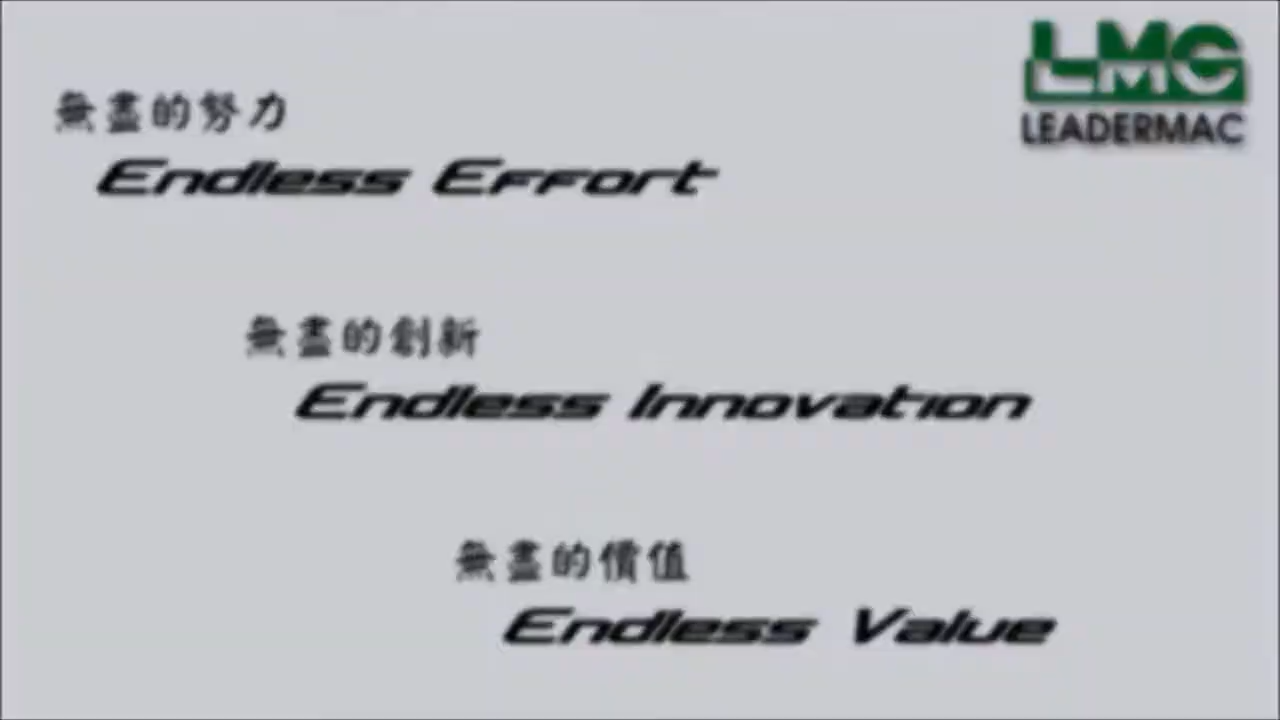 LMC
LEADERMAC
無盡的努力
Endless Effort
無盡的創新
Endless Innovation
無盡的價值
Endless Value